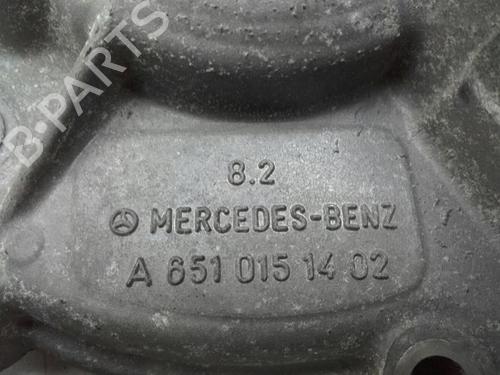 B-PARTS
8.2
MERCEDES-BENZ
A 651 015 14 02